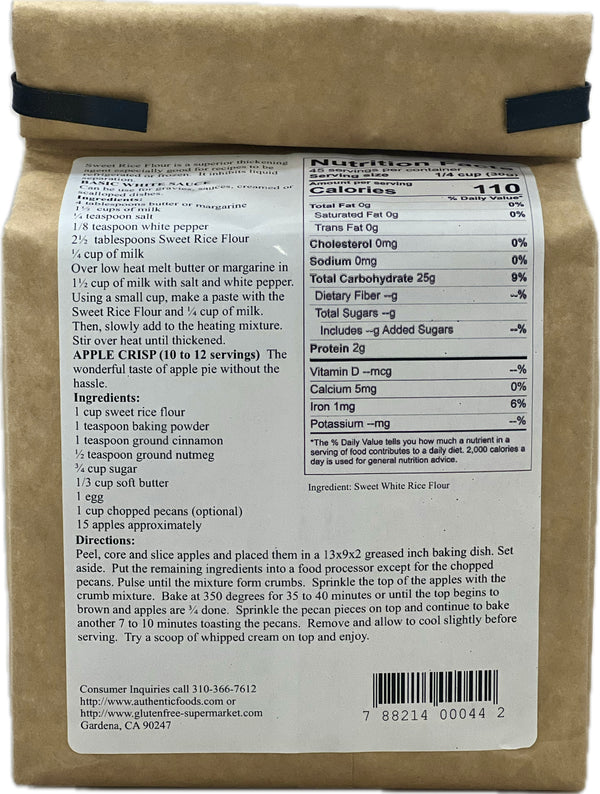 Sweet Rice Flour is a superior thickening
agent especially good for recipes to be
refrigerated or frozen. It inhibits liquid
separation.
BASIC WHITE SAUCE
Can be use for gravies, sauces, creamed or
scalloped dishes.
Ingredients:
tablespoons butter or margarine
1½ cups of milk
¼ teaspoon salt
1/8 teaspoon white pepper
2½ tablespoons Sweet Rice Flour
¼ cup of milk
Over low heat melt butter or margarine in
1½ cup of milk with salt and white pepper.
Using a small cup, make a paste with the
Sweet Rice Flour and ¼ cup of milk.
Then, slowly add to the heating mixture.
Stir over heat until thickened.
APPLE CRISP (10 to 12 servings) The
wonderful taste of apple pie without the
hassle.
Ingredients:
1 cup sweet rice flour
1 teaspoon baking powder
1 teaspoon ground cinnamon
½ teaspoon ground nutmeg
¾ cup sugar
1/3 cup soft butter
1 egg
1 cup chopped pecans (optional)
15 apples approximately
Directions:
Peel, core and slice apples and placed them in a 13x9x2 greased inch baking dish. Set
aside. Put the remaining ingredients into a food processor except for the chopped
pecans. Pulse until the mixture form crumbs. Sprinkle the top of the apples with the
crumb mixture. Bake at 350 degrees for 35 to 40 minutes or until the top begins to
brown and apples are ¾ done. Sprinkle the pecan pieces on top and continue to bake
another 7 to 10 minutes toasting the pecans. Remove and allow to cool slightly before
serving. Try a scoop of whipped cream on top and enjoy.
Nutrition Facts
45 servings per container
Serving size 1/4 cup (30g)
Amount per serving
Calories 110
% Daily Value*
Total Fat 0g 0%
Saturated Fat 0g 0%
Trans Fat 0g
Cholesterol 0mg 0%
Sodium 0mg 0%
Total Carbohydrate 25g 9%
Dietary Fiber --g --%
Total Sugars --g
Includes --g Added Sugars --%
Protein 2g
Vitamin D --mcg --%
Calcium 5mg 0%
Iron 1mg 6%
Potassium --mg --%
*The % Daily Value tells you how much a nutrient in a
serving of food contributes to a daily diet. 2,000 calories a
day is used for general nutrition advice.
Ingredient: Sweet White Rice Flour
Consumer Inquiries call 310-366-7612
http://www.authenticfoods.com or
http://www.glutenfree-supermarket.com
Gardena, CA 90247
7 88214 00044 2